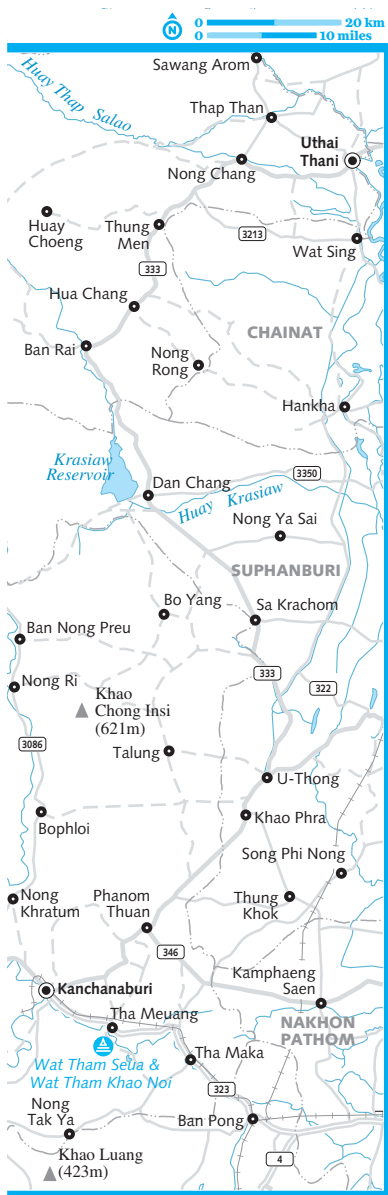 N
0
20 km
0
10 miles
Sawang Arom
Huay Thap Salao
Thap Than
Uthai
Thani
Nong Chang
Huay
Choeng
Thung
Men
3213
Wat Sing
333
Hua Chang
CHAINAT
Ban Rai
Nong
Rong
Hankha
Krasiaw
Reservoir
Dan Chang
3350
Huay Krasiaw
Nong Ya Sai
SUPHANBURI
Bo Yang
Sa Krachom
Ban Nong Preu
333
Nong Ri
322
Khao
Chong Insi
(621m)
3086
Talung
U-Thong
Bophloi
Khao Phra
Song Phi Nong
Nong
Khratum
Phanom
Thuan
Thung
Khok
346
Kamphaeng
Saen
Kanchanaburi
Tha Meuang
NAKHON
PATHOM
Wat Tham Seua &
Wat Tham Khao Noi
Tha Maka
323
Nong
Tak Ya
Ban Pong
Khao Luang
(423m)
4